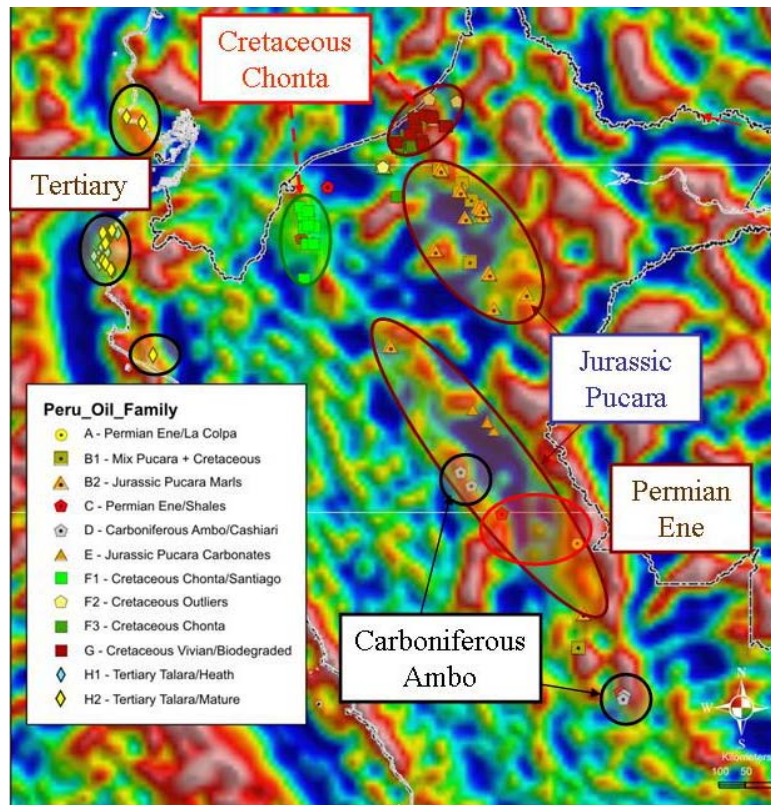 Cretaceous
Chonta
Tertiary
Jurassic
Pucara
Permian
Ene
Carboniferous
Ambo
Peru_Oil_Family
A - Permian Ene/La Colpa
B1 - Mix Pucara + Cretaceous
B2 - Jurassic Pucara Marls
C - Permian Ene/Shales
D - Carboniferous Ambo/Cashiari
E - Jurassic Pucara Carbonates
F1 - Cretaceous Chonta/Santiago
F2 - Cretaceous Outliers
F3 - Cretaceous Chonta
G - Cretaceous Vivian/Biodegraded
H1 - Tertiary Talara/Heath
H2 - Tertiary Talara/Mature
N
W
E
S
Kilometers
100 50